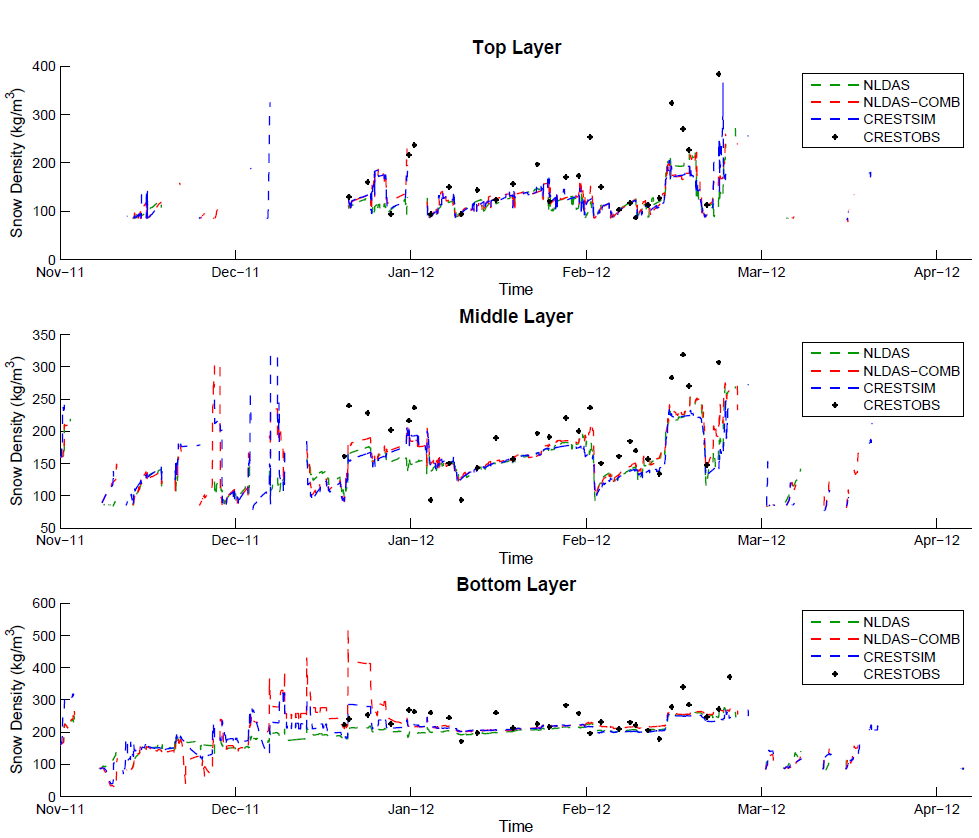 Top Layer
400
300
200
100
0
Snow Density (kg/m3)
NLDAS
NLDAS-COMB
CRESTSIM
CRESTOBS
Nov-11 Dec-11 Jan-12 Feb-12 Mar-12 Apr-12
Time
Middle Layer
350
300
250
200
150
100
50
Snow Density (kg/m3)
NLDAS
NLDAS-COMB
CRESTSIM
CRESTOBS
Nov-11 Dec-11 Jan-12 Feb-12 Mar-12 Apr-12
Time
Bottom Layer
600
500
400
300
200
100
0
Snow Density (kg/m3)
NLDAS
NLDAS-COMB
CRESTSIM
CRESTOBS
Nov-11 Dec-11 Jan-12 Feb-12 Mar-12 Apr-12
Time